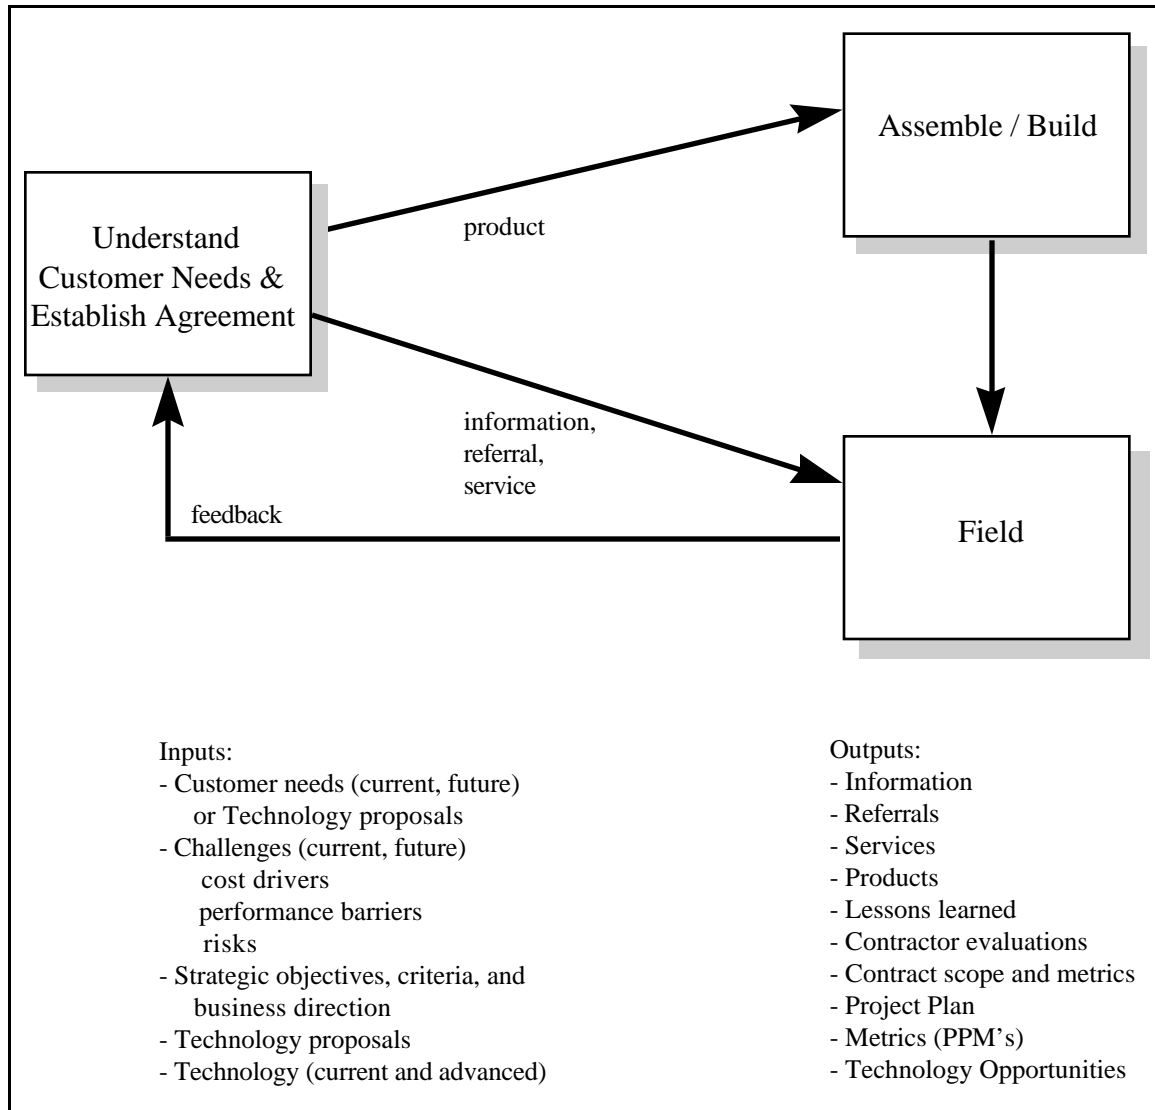 Assemble / Build
Understand
Customer Needs &
Establish Agreement
product
information,
referral,
service
feedback
Field
Inputs:
- Customer needs (current, future)
or Technology proposals
- Challenges (current, future)
cost drivers
performance barriers
risks
- Strategic objectives, criteria, and
business direction
- Technology proposals
- Technology (current and advanced)
Outputs:
- Information
- Referrals
- Services
- Products
- Lessons learned
- Contractor evaluations
- Contract scope and metrics
- Project Plan
- Metrics (PPM’s)
- Technology Opportunities